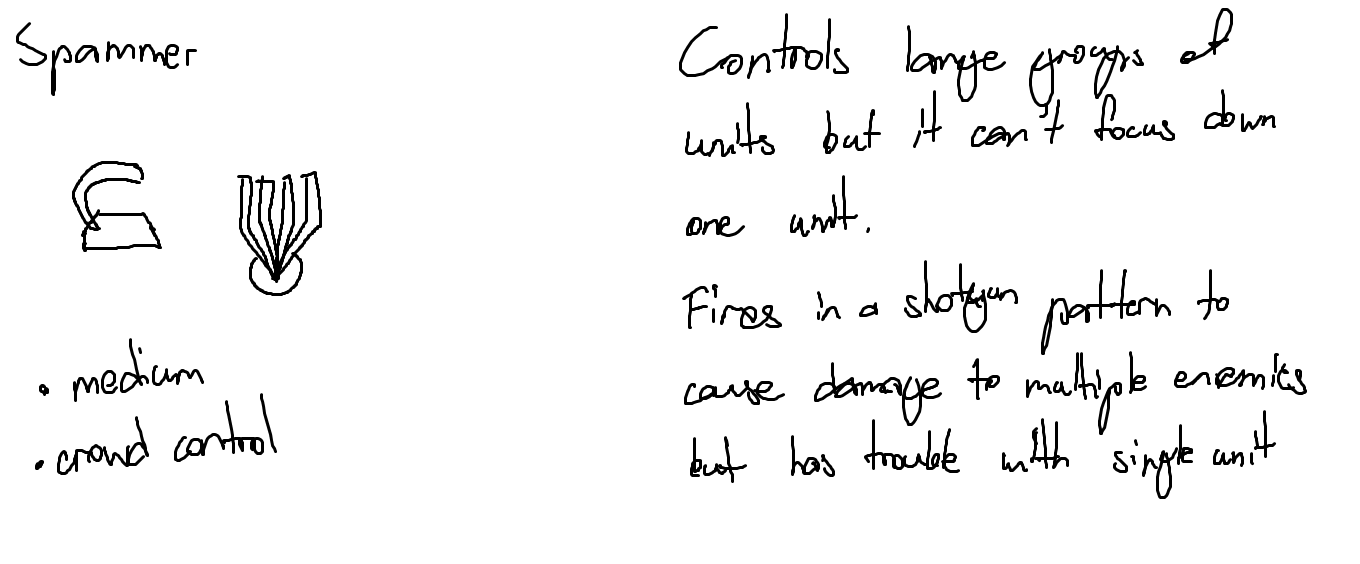 Spammer
• medium
• crowd control
Controls large groups of
units but it can't focus down
one unit.
Fires in a shotgun pattern to
cause damage to multiple enemies
but has trouble with single unit